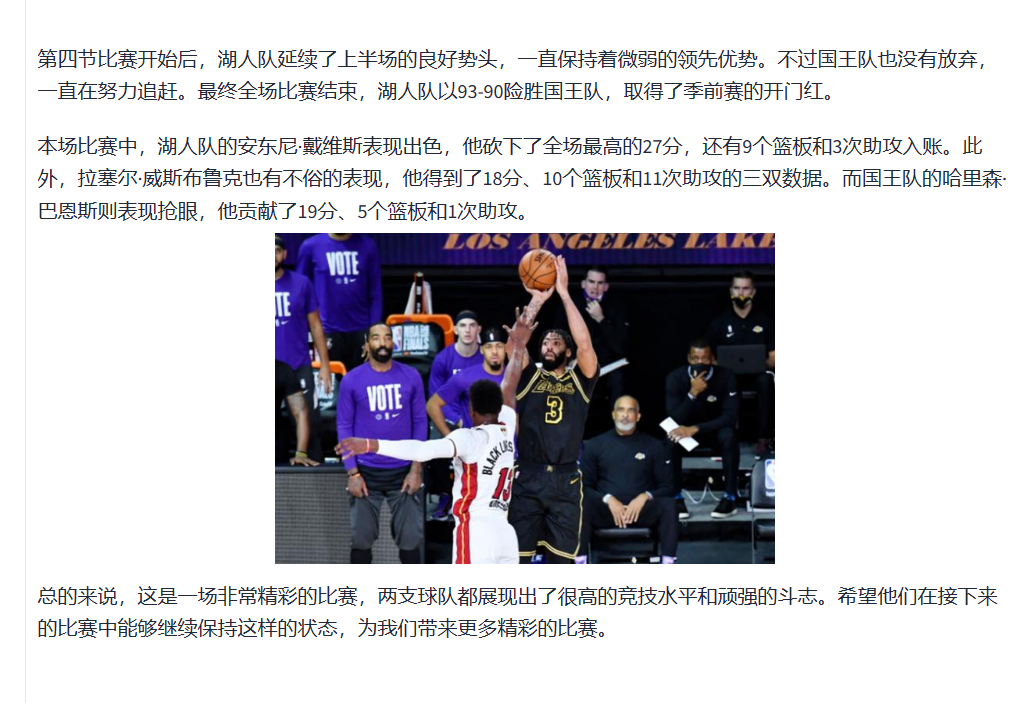 第四节比赛开始后，湖人队延续了上半场的良好势头，一直保持着微弱的领先优势。不过国王队也没有放弃，
一直在努力追赶。最终全场比赛结束，湖人队以93-90险胜国王队，取得了季前赛的开门红。
本场比赛中，湖人队的安东尼·戴维斯表现出色，他砍下了全场最高的27分，还有9个篮板和3次助攻入账。此
外，拉塞尔·威斯布鲁克也有不俗的表现，他得到了18分、10个篮板和11次助攻的三双数据。而国王队的哈里森·
巴恩斯则表现抢眼，他贡献了19分、5个篮板和1次助攻。
LOS ANGELES LAKE
VOTE
VOTE
NBA
FINALS
Lakers
3
BLACK LIVES
13
总的来说，这是一场非常精彩的比赛，两支球队都展现出了很高的竞技水平和顽强的斗志。希望他们在接下来
的比赛中能够继续保持这样的状态，为我们带来更多精彩的比赛。